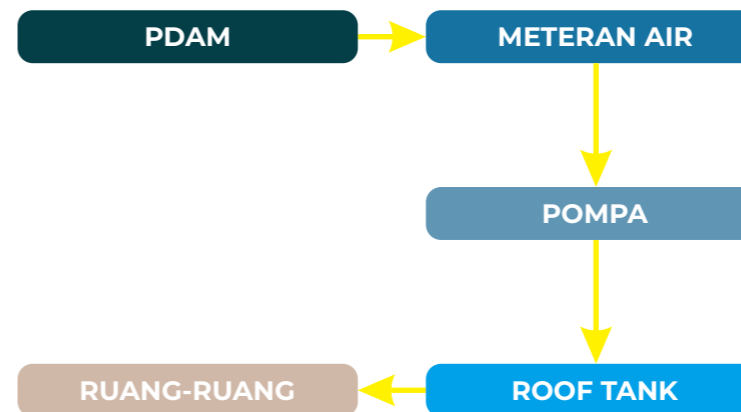 PDAM
METERAN AIR
POMPA
ROOF TANK
RUANG-RUANG